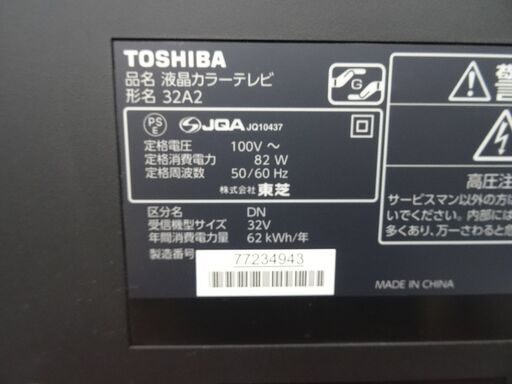 TOSHIBA
品名 液晶カラーテレビ
形名 32A2
G
PS
E
JQA JQ10437
定格電圧 100V ～
定格消費電力 82 W
定格周波数 50/60 Hz
株式会社 東芝
区分名 DN
受信機型サイズ 32V
年間消費電力量 62 kWh/年
製造番号
77234943
高圧注
サービスマン以外の方
いでください。内部には
多くあり、万一さわると危
MADE IN CHINA